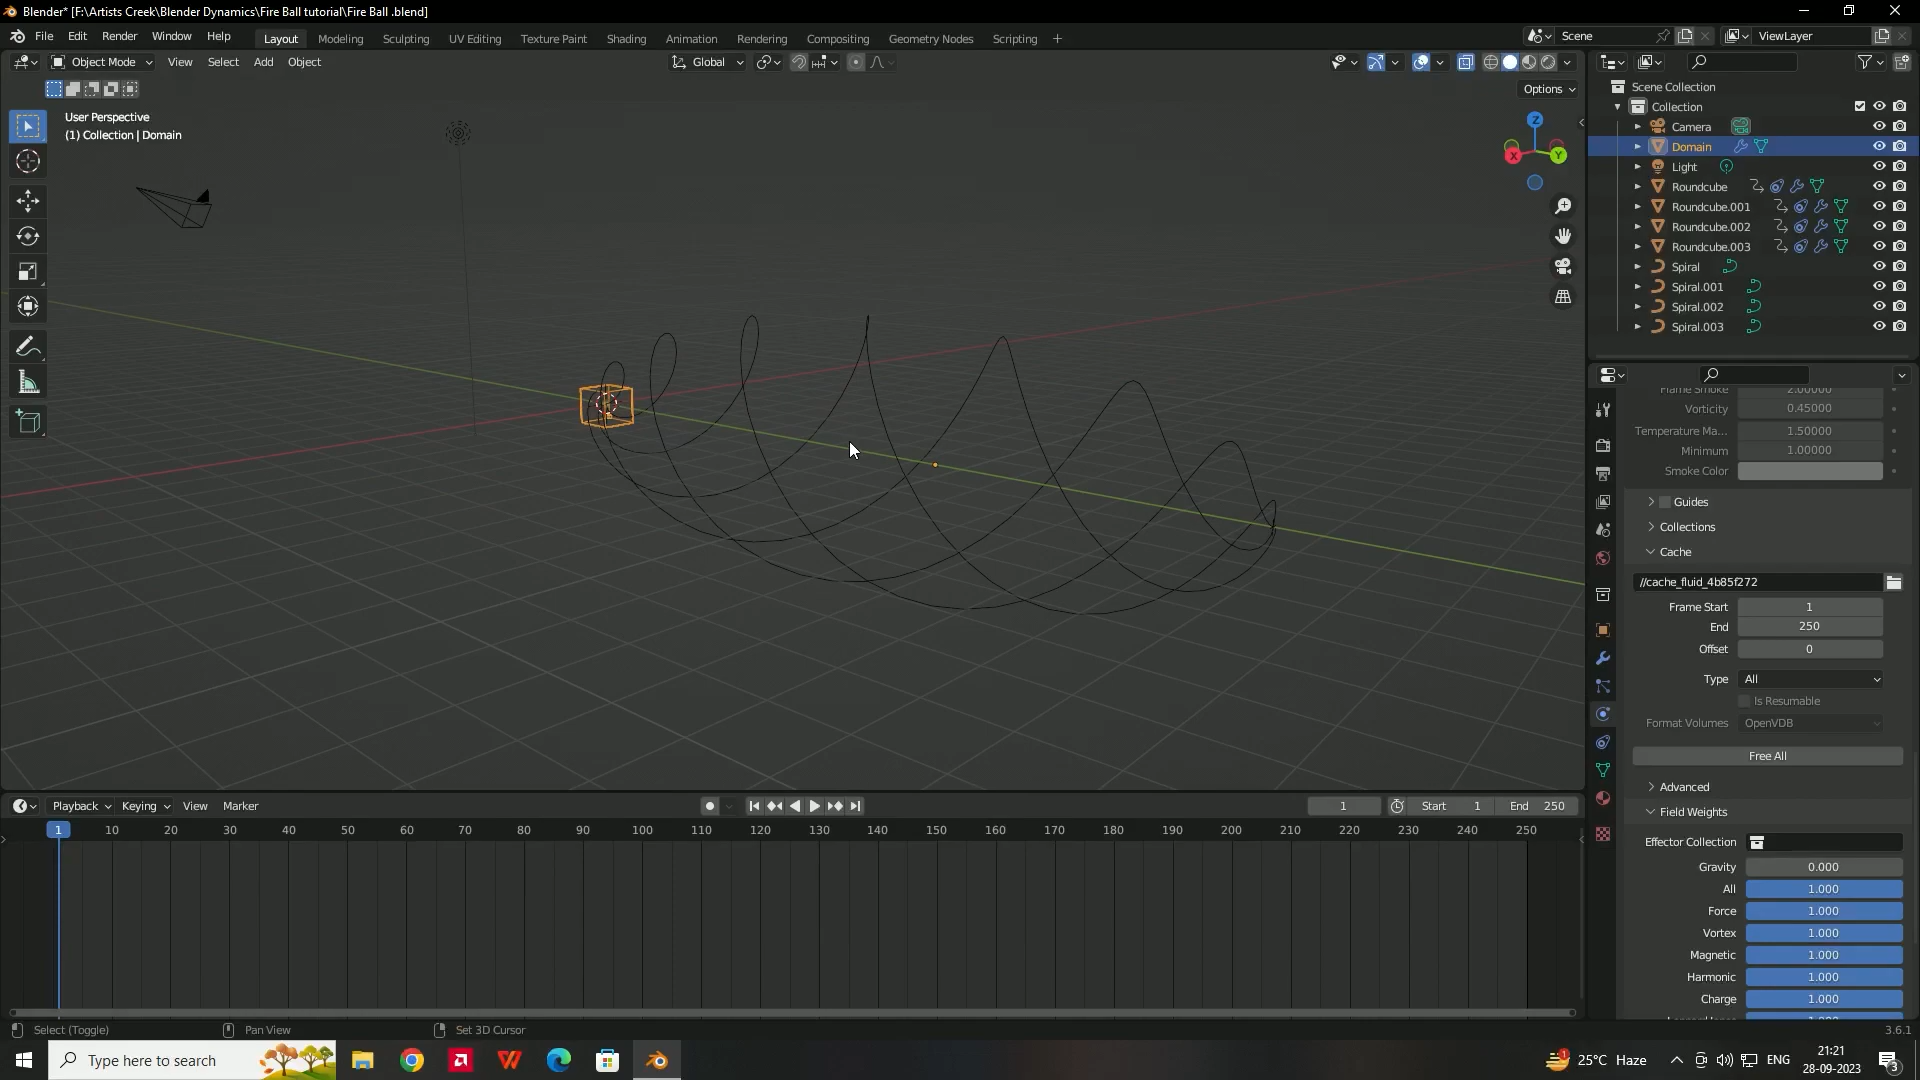 Blender* [F:\Artists Creek\Blender Dynamics\Fire Ball tutorial\Fire Ball .blend]
File Edit Render Window Help Layout Modeling Sculpting UV Editing Texture Paint Shading Animation Rendering Compositing Geometry Nodes Scripting + Scene ViewLayer
Object Mode View Select Add Object Global
Options
User Perspective
(1) Collection | Domain
Z
X
Y
Scene Collection
Collection
Camera
Domain
Light
Roundcube
Roundcube.001
Roundcube.002
Roundcube.003
Spiral
Spiral.001
Spiral.002
Spiral.003
Flame Smoke 2.00000
Vorticity 0.45000
Temperature Ma... 1.50000
Minimum 1.00000
Smoke Color
Guides
Collections
Cache
//cache_fluid_4b85f272
Frame Start 1
End 250
Offset 0
Type All
Is Resumable
Format Volumes OpenVDB
Free All
Advanced
Field Weights
Effector Collection
Gravity 0.000
All 1.000
Force 1.000
Vortex 1.000
Magnetic 1.000
Harmonic 1.000
Charge 1.000
Playback Keying View Marker 1 Start 1 End 250
1 10 20 30 40 50 60 70 80 90 100 110 120 130 140 150 160 170 180 190 200 210 220 230 240 250
Select (Toggle) Pan View Set 3D Cursor 3.6.1
Type here to search 1 25°C Haze ENG 21:21
28-09-2023 3